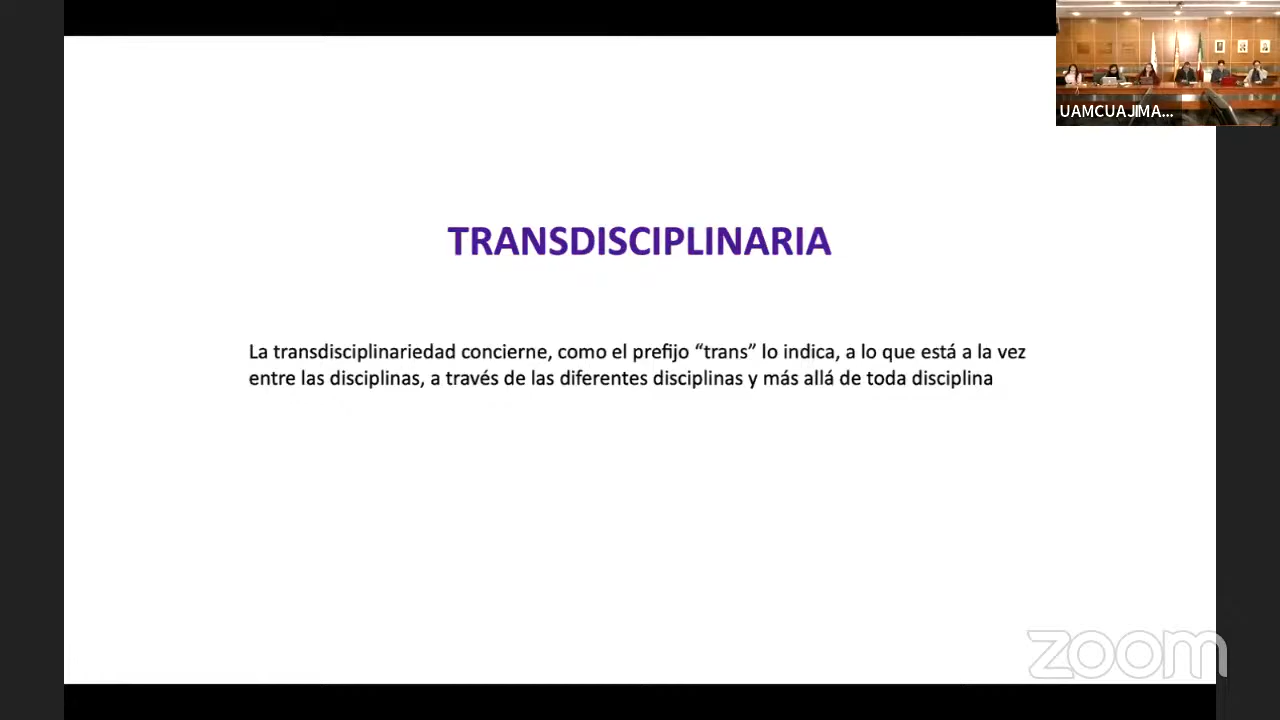 UAMCUAJIMA...
TRANSDISCIPLINARIA
La transdisciplinariedad concierne, como el prefijo “trans” lo indica, a lo que está a la vez
entre las disciplinas, a través de las diferentes disciplinas y más allá de toda disciplina
zoom